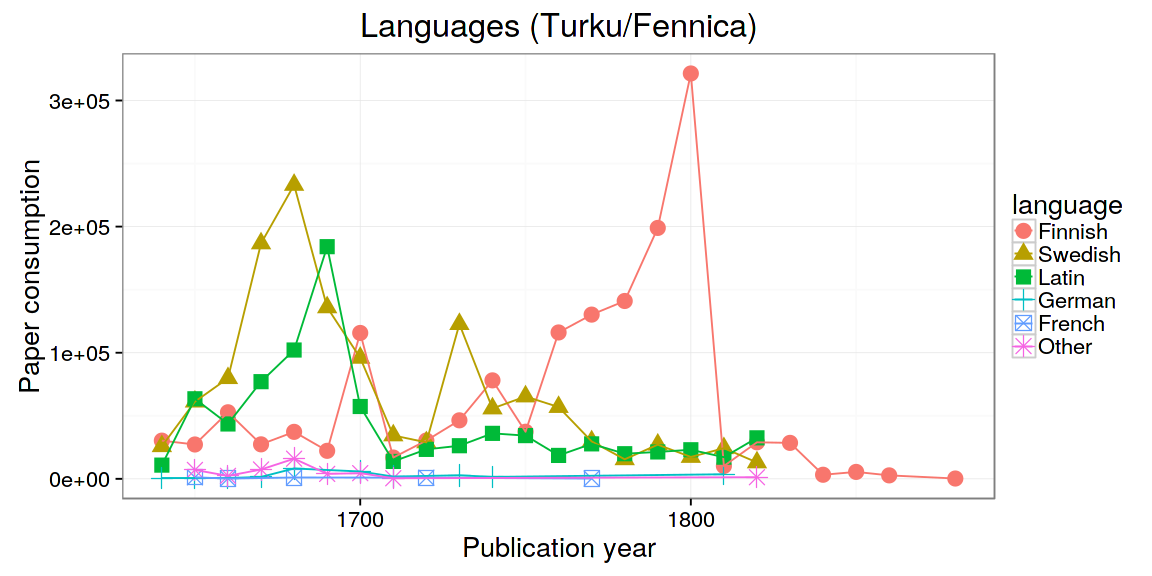 Languages (Turku/Fennica)
Paper consumption
3e+05
2e+05
1e+05
0e+00
1700
1800
Publication year
language
Finnish
Swedish
Latin
German
French
Other